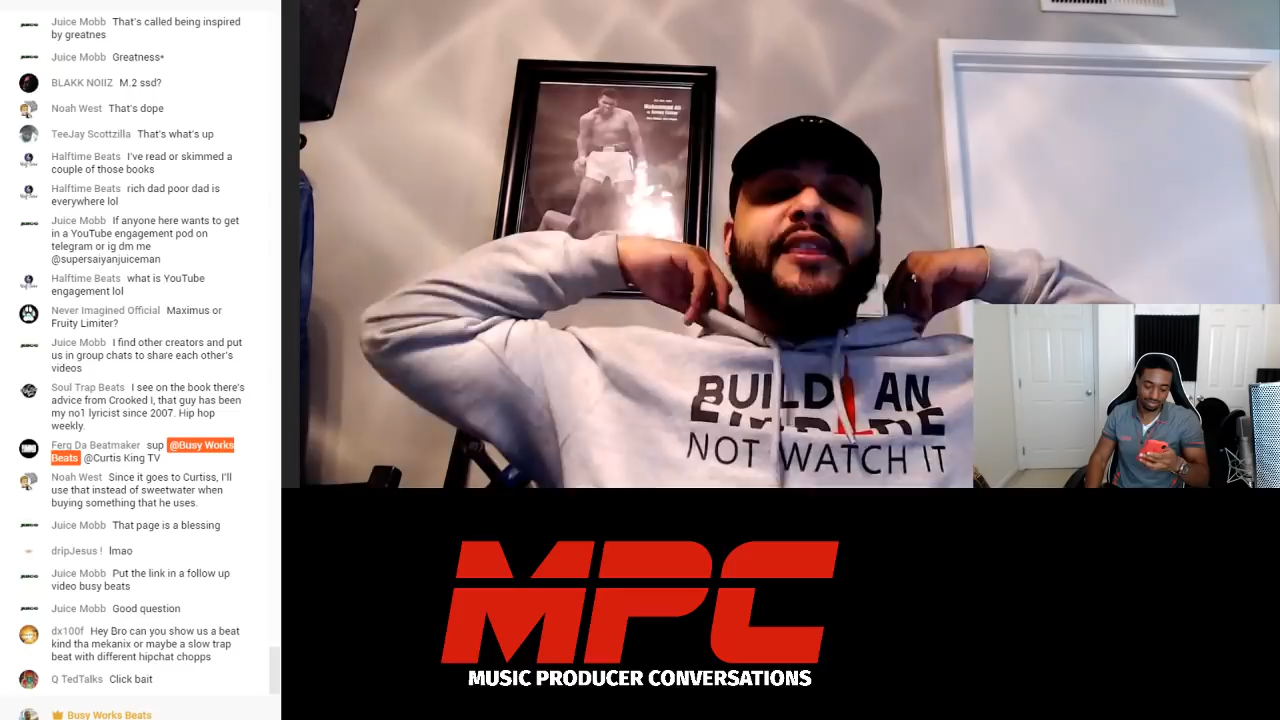 Juice Mobb That's called being inspired
by greatnes
Juice Mobb Greatness*
BLAKK NOIIZ M.2 ssd?
Noah West That's dope
TeeJay Scottzilla That's what's up
Halftime Beats I've read or skimmed a
couple of those books
Halftime Beats rich dad poor dad is
everywhere lol
Juice Mobb If anyone here wants to get
in a YouTube engagement pod on
telegram or ig dm me
@supersaiyanjuiceman
Halftime Beats what is YouTube
engagement lol
Never Imagined Official Maximus or
Fruity Limiter?
Juice Mobb I find other creators and put
us in group chats to share each other's
videos
Soul Trap Beats I see on the book there's
advice from Crooked I, that guy has been
my no1 lyricist since 2007. Hip hop
weekly.
Ferg Da Beatmaker sup @Busy Works
Beats @Curtis King TV
Noah West Since it goes to Curtiss, I'll
use that instead of sweetwater when
buying something that he uses.
Juice Mobb That page is a blessing
dripJesus ! lmao
Juice Mobb Put the link in a follow up
video busy beats
Juice Mobb Good question
dx100f Hey Bro can you show us a beat
kind tha mekanix or maybe a slow trap
beat with different hipchat chopps
Q TedTalks Click bait
Busy Works Beats
Muhammad Ali
BUILD AN
EMPIRE
NOT WATCH IT
MPC
MUSIC PRODUCER CONVERSATIONS